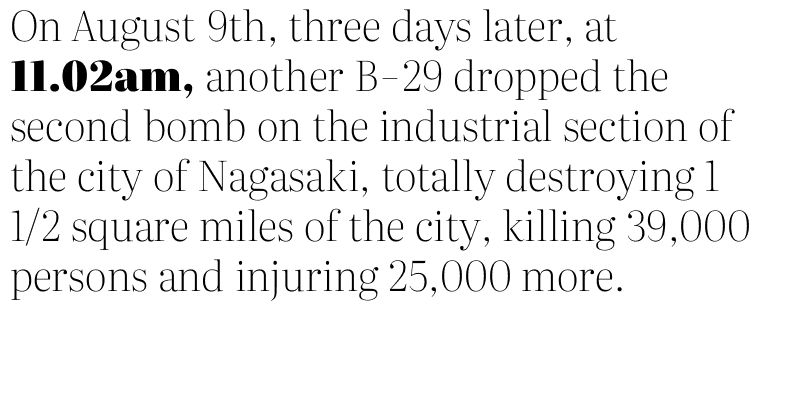 On August 9th, three days later, at
11.02am, another B-29 dropped the
second bomb on the industrial section of
the city of Nagasaki, totally destroying 1
1/2 square miles of the city, killing 39,000
persons and injuring 25,000 more.